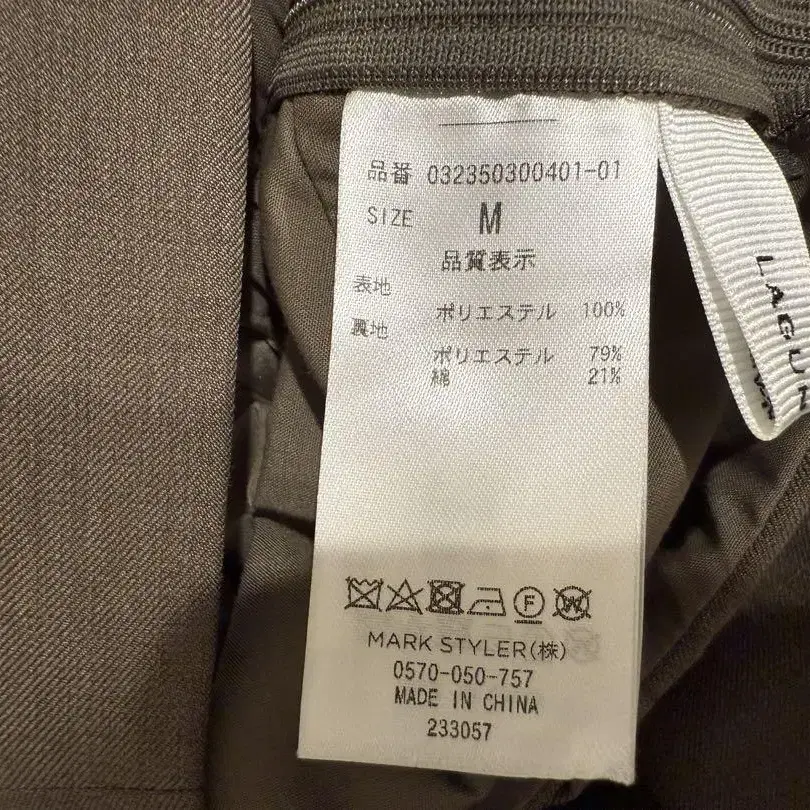 品番 032350300401-01
SIZE M
品質表示
表地
ポリエステル 100%
裏地
ポリエステル 79%
綿 21%
F W
MARK STYLER(株)
0570-050-757
MADE IN CHINA
233057
LAGUN